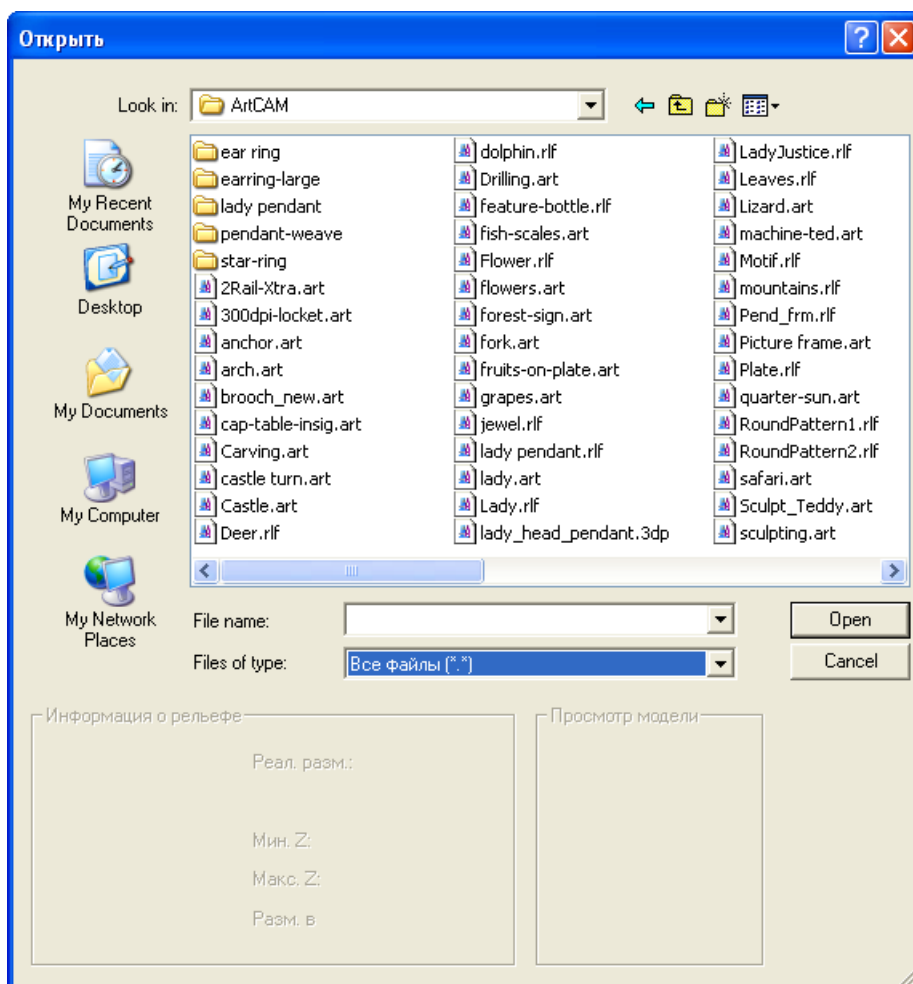 Открыть
Look in:
ArtCAM
My Recent
Documents
Desktop
My Documents
My Computer
My Network
Places
ear ring
earring-large
lady pendant
pendant-weave
star-ring
2Rail-Xtra.art
300dpi-locket.art
anchor.art
arch.art
brooch_new.art
cap-table-insig.art
Carving.art
castle turn.art
Castle.art
Deer.rlf
dolphin.rlf
Drilling.art
feature-bottle.rlf
fish-scales.art
Flower.rlf
flowers.art
forest-sign.art
fork.art
fruits-on-plate.art
grapes.art
jewel.rlf
lady pendant.rlf
lady.art
Lady.rlf
lady_head_pendant.3dp
LadyJustice.rlf
Leaves.rlf
Lizard.art
machine-ted.art
Motif.rlf
mountains.rlf
Pend_frm.rlf
Picture frame.art
Plate.rlf
quarter-sun.art
RoundPattern1.rlf
RoundPattern2.rlf
safari.art
Sculpt_Teddy.art
sculpting.art
File name:
Open
Files of type:
Все файлы (*.*)
Cancel
Информация о рельефе
Реал. разм.:
Мин. Z:
Макс. Z:
Разм. в
Просмотр модели